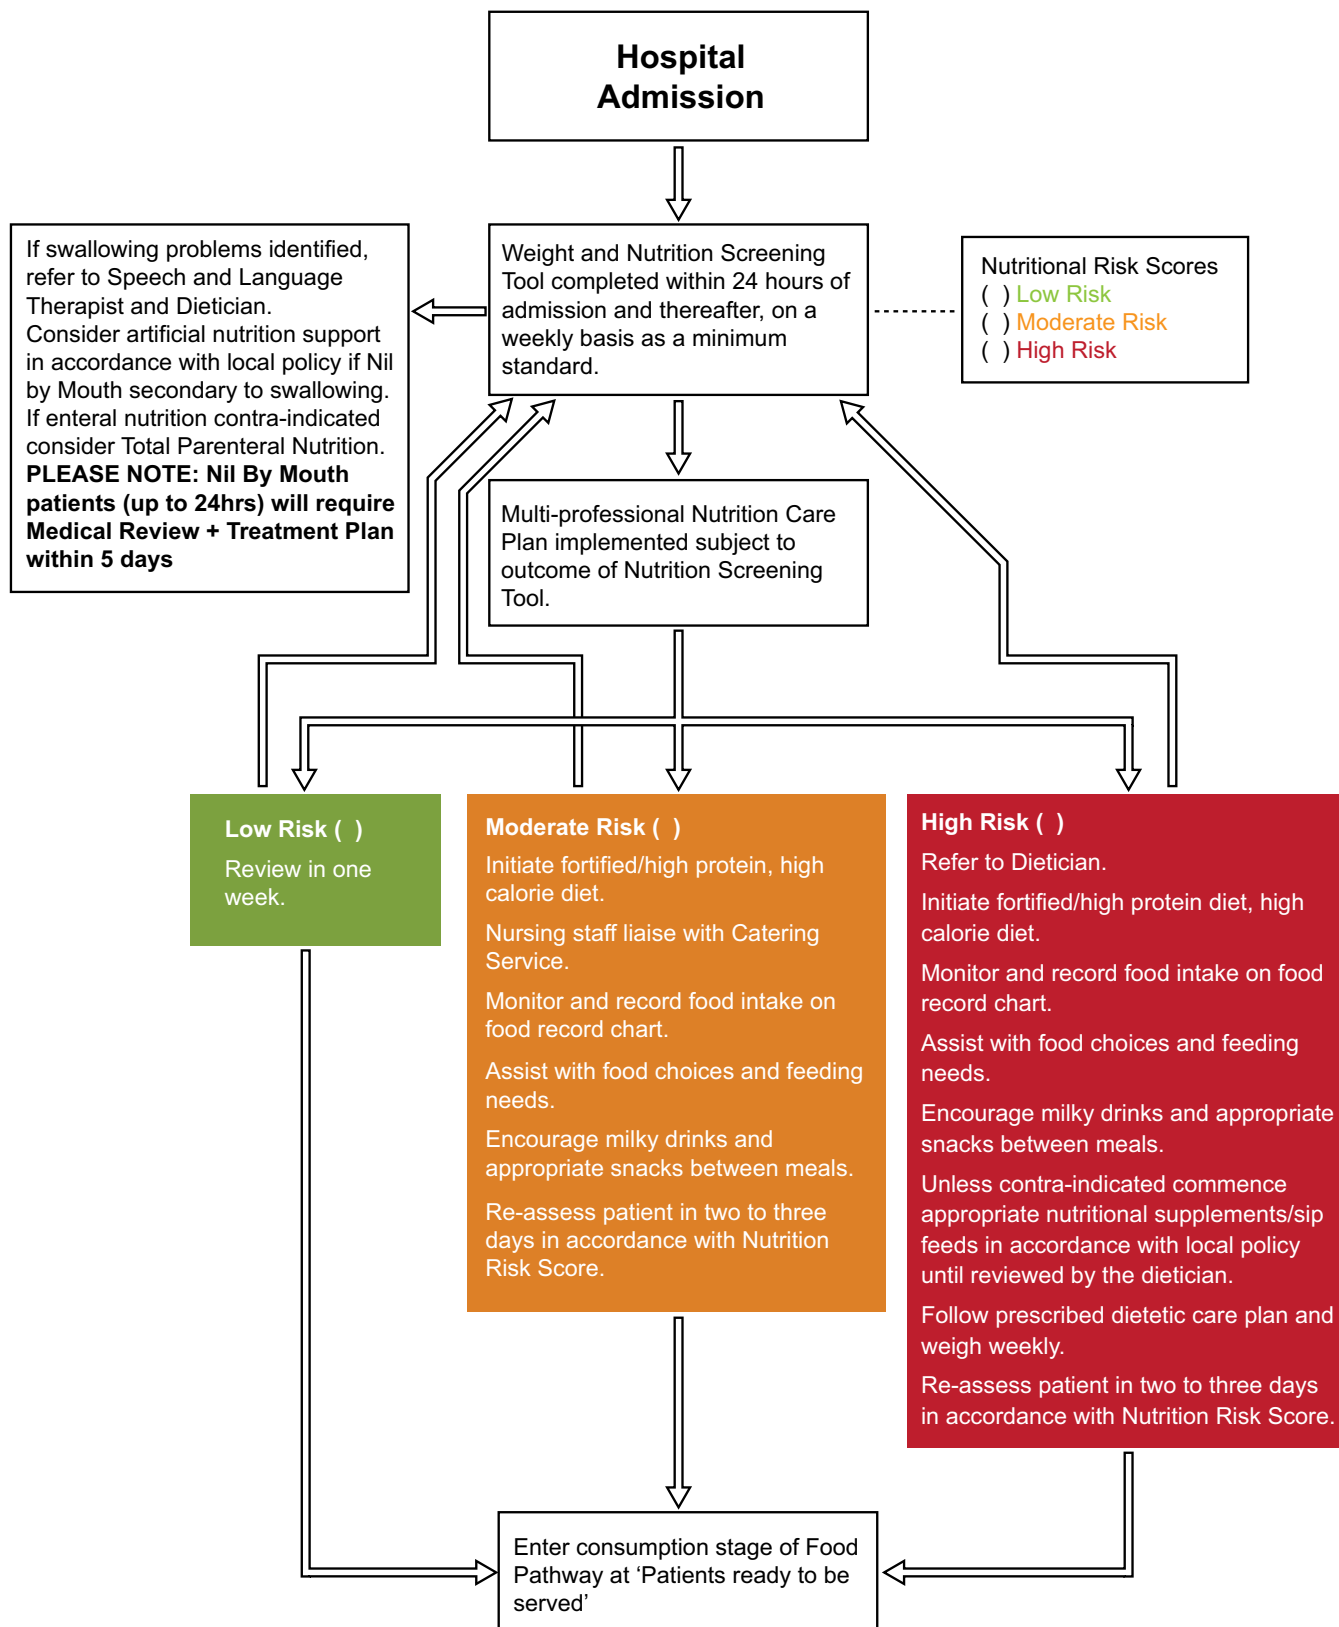 Hospital
Admission
If swallowing problems identified,
refer to Speech and Language
Therapist and Dietician.
Consider artificial nutrition support
in accordance with local policy if Nil
by Mouth secondary to swallowing.
If enteral nutrition contra-indicated
consider Total Parenteral Nutrition.
PLEASE NOTE: Nil By Mouth
patients (up to 24hrs) will require
Medical Review + Treatment Plan
within 5 days
Weight and Nutrition Screening
Tool completed within 24 hours of
admission and thereafter, on a
weekly basis as a minimum
standard.
Nutritional Risk Scores
( ) Low Risk
( ) Moderate Risk
( ) High Risk
Multi-professional Nutrition Care
Plan implemented subject to
outcome of Nutrition Screening
Tool.
Low Risk ( )
Review in one
week.
Moderate Risk ( )
Initiate fortified/high protein, high
calorie diet.
Nursing staff liaise with Catering
Service.
Monitor and record food intake on
food record chart.
Assist with food choices and feeding
needs.
Encourage milky drinks and
appropriate snacks between meals.
Re-assess patient in two to three
days in accordance with Nutrition
Risk Score.
High Risk ( )
Refer to Dietician.
Initiate fortified/high protein diet, high
calorie diet.
Monitor and record food intake on food
record chart.
Assist with food choices and feeding
needs.
Encourage milky drinks and appropriate
snacks between meals.
Unless contra-indicated commence
appropriate nutritional supplements/sip
feeds in accordance with local policy
until reviewed by the dietician.
Follow prescribed dietetic care plan and
weigh weekly.
Re-assess patient in two to three days
in accordance with Nutrition Risk Score.
Enter consumption stage of Food
Pathway at ‘Patients ready to be
served’